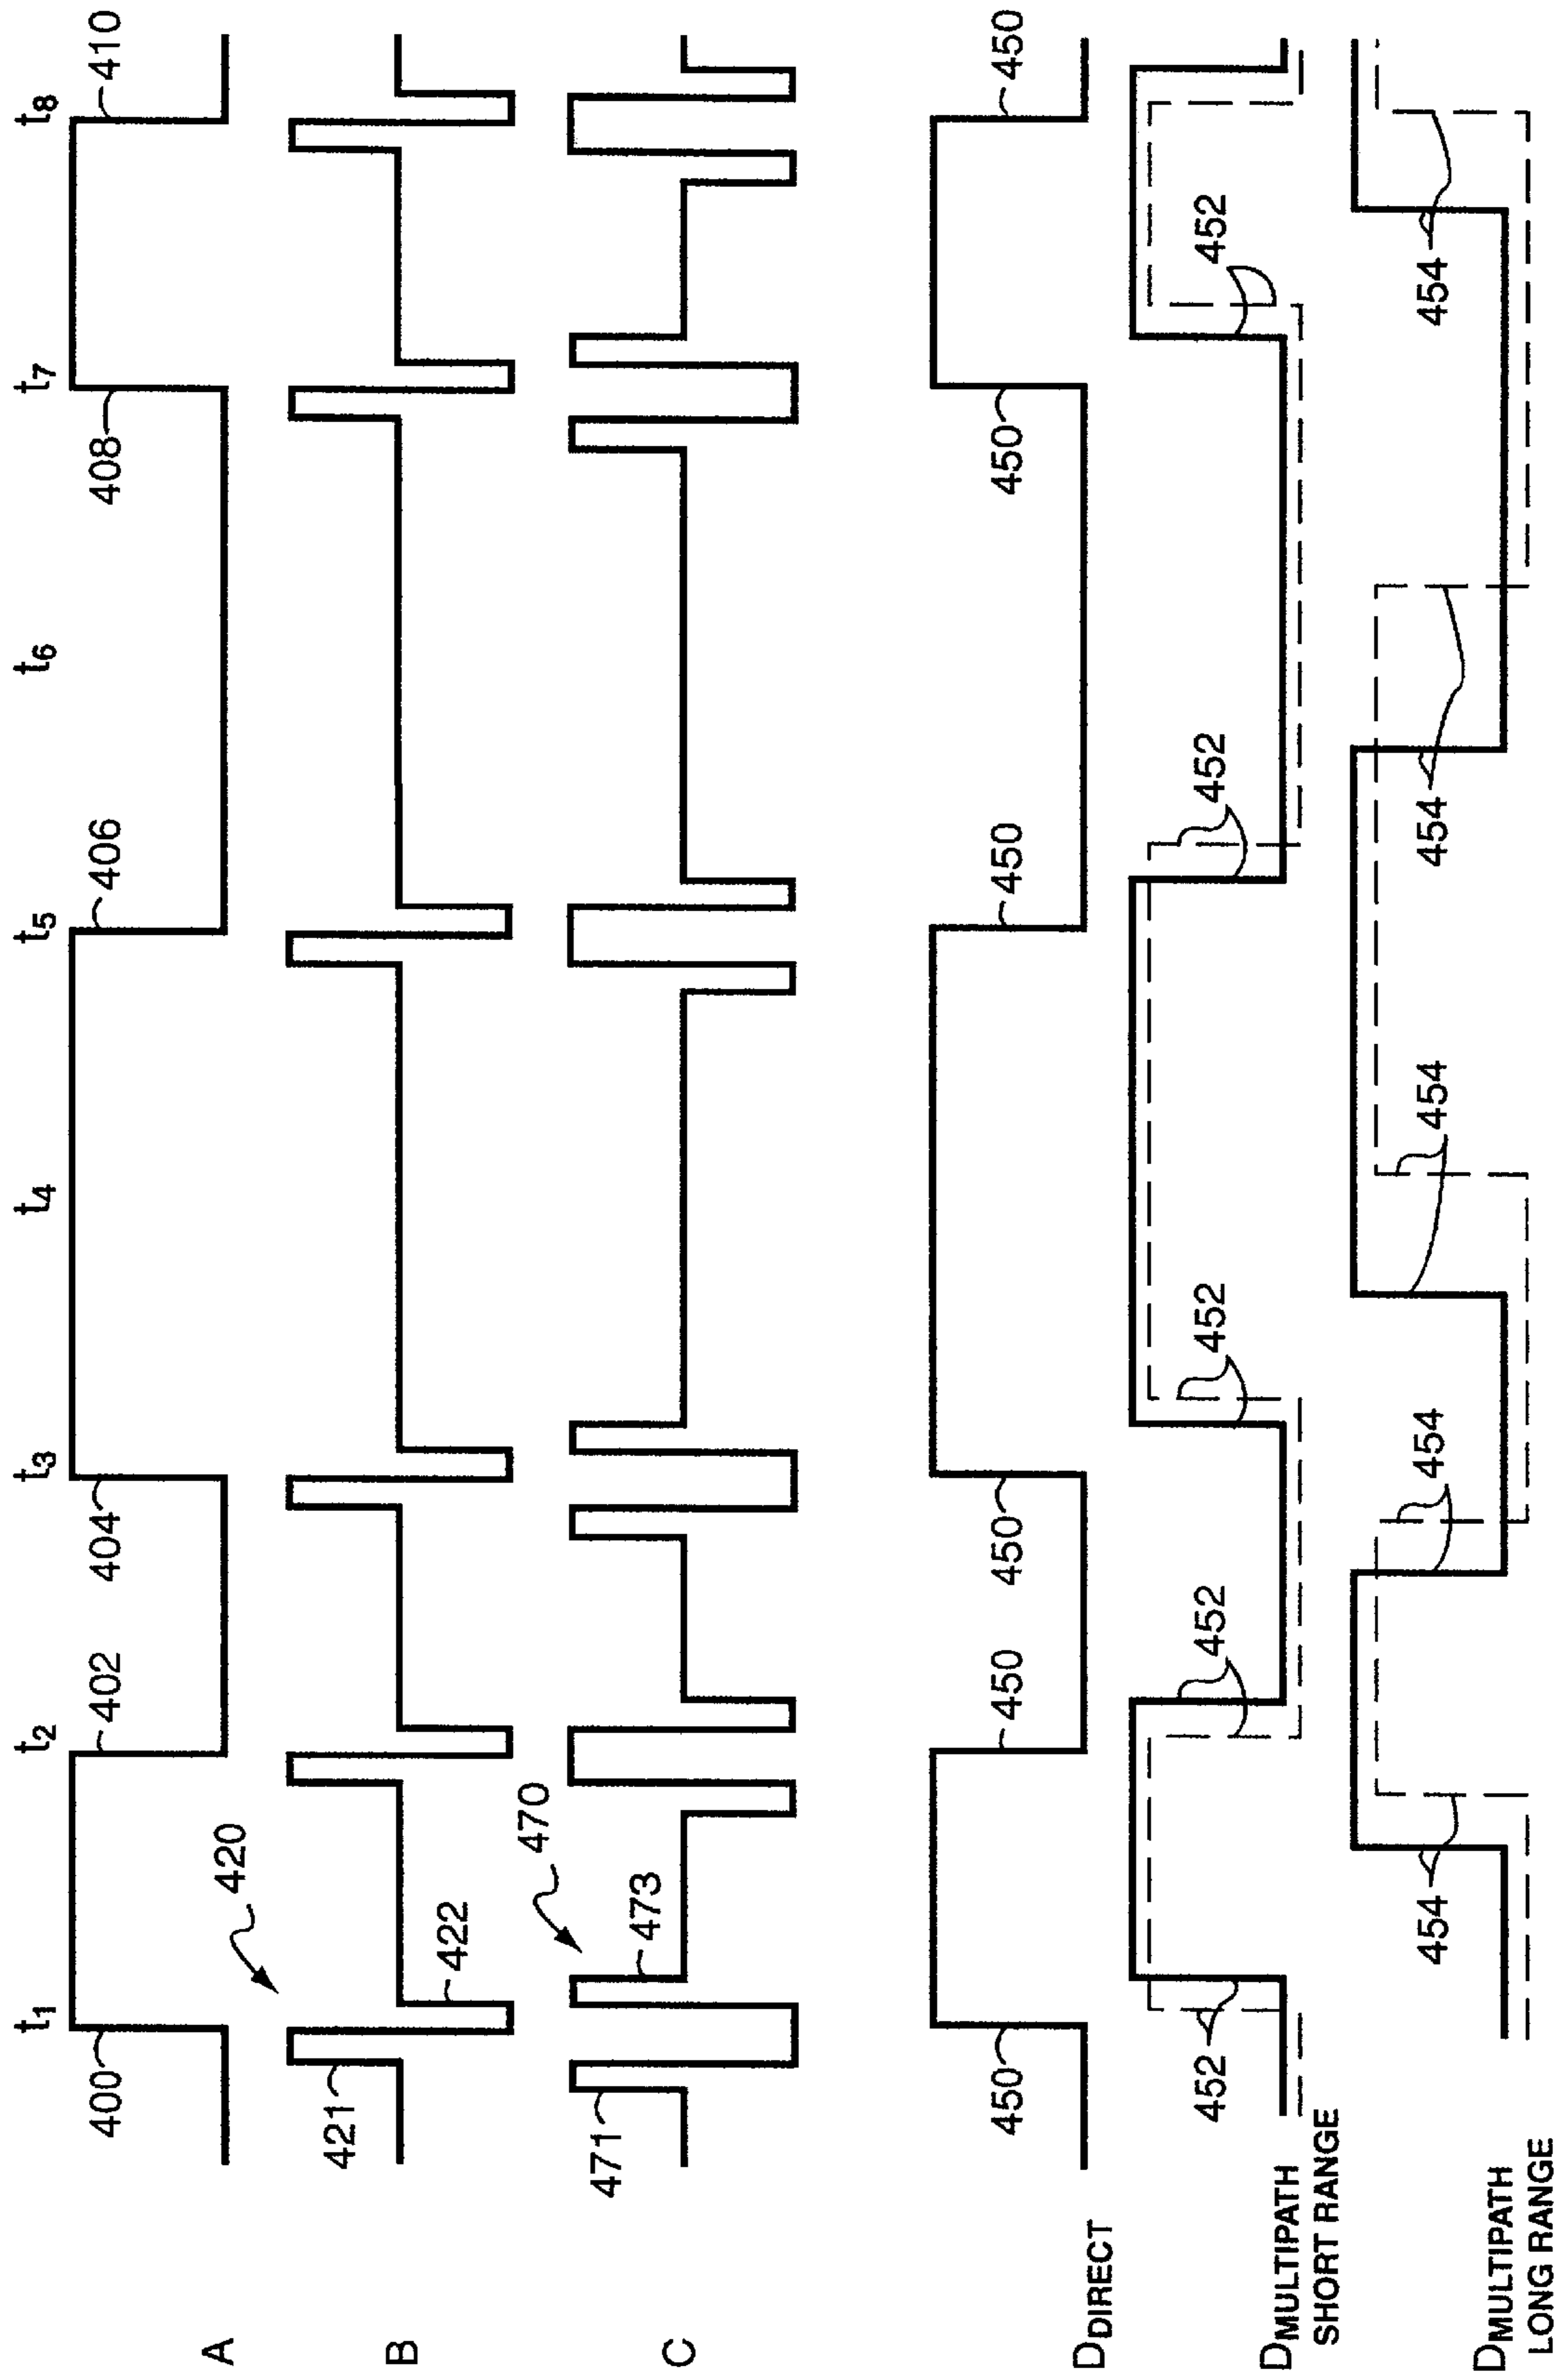 t1 t2 t3 t4 t5 t6 t7 t8
A 400 402 404 406 408 410
B 421 422 420
C 471 473 470
DDIRECT 450 450 450 450 450 450
DMULTIPATH
SHORT RANGE
452 452 452 452 452
DMULTIPATH
LONG RANGE
454 454 454 454 454